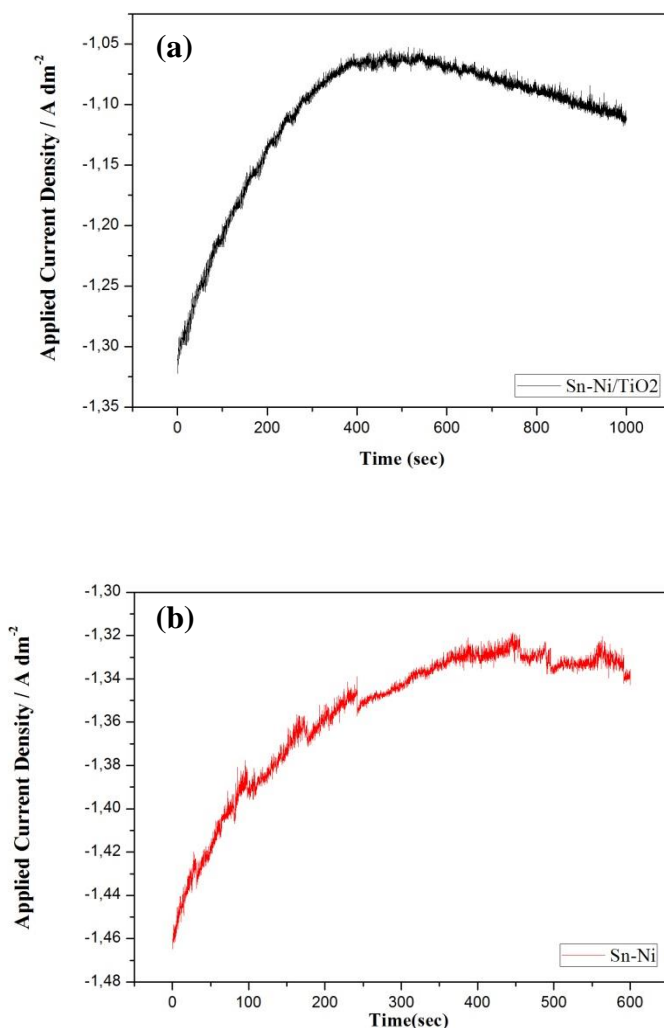 (a)
Applied Current Density / A dm-2
-1,05
-1,10
-1,15
-1,20
-1,25
-1,30
-1,35
Sn-Ni/TiO2
0 200 400 600 800 1000
Time (sec)
(b)
Applied Current Density / A dm-2
-1,30
-1,32
-1,34
-1,36
-1,38
-1,40
-1,42
-1,44
-1,46
-1,48
Sn-Ni
0 100 200 300 400 500 600
Time(sec)